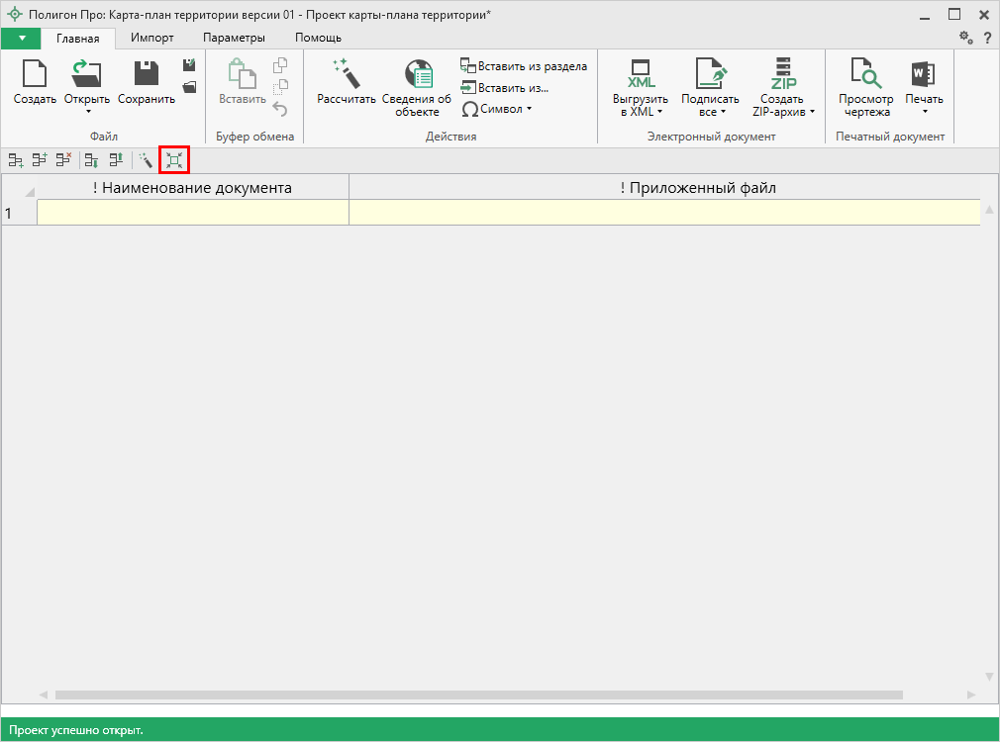 Полигон Про: Карта-план территории версии 01 - Проект карты-плана территории*
Главная Импорт Параметры Помощь
?
Создать Открыть Сохранить
Файл
Вставить
Буфер обмена
Рассчитать Сведения об объекте
Вставить из раздела
Вставить из...
Символ
Действия
XML ZIP W
Выгрузить в XML Подписать все Создать ZIP-архив
Электронный документ
Просмотр чертежа Печать
Печатный документ
! Наименование документа ! Приложенный файл
1
Проект успешно открыт.